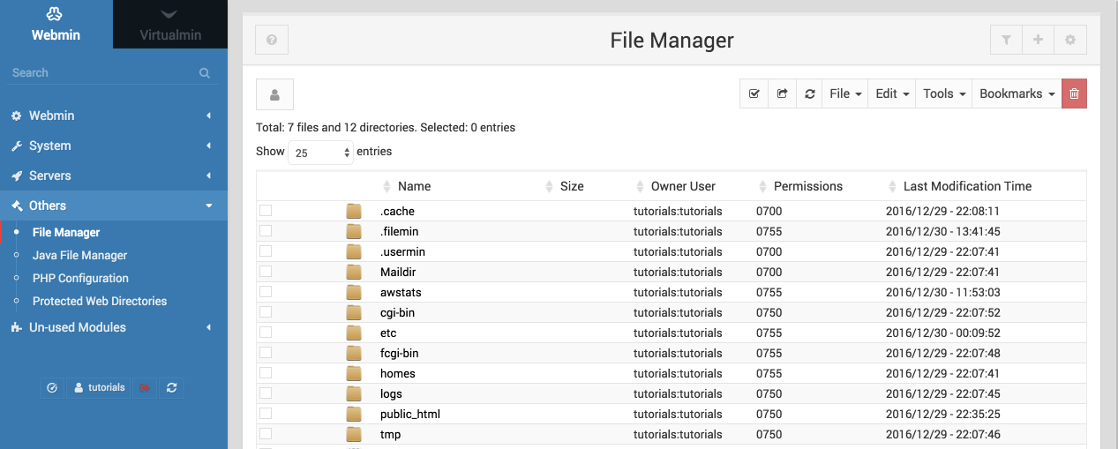 Webmin
Virtualmin
Search
Webmin
System
Servers
Others
File Manager
Java File Manager
PHP Configuration
Protected Web Directories
Un-used Modules
tutorials
File Manager
File Edit Tools Bookmarks
Total: 7 files and 12 directories. Selected: 0 entries
Show 25 entries
Name Size Owner User Permissions Last Modification Time
.cache tutorials:tutorials 0700 2016/12/29 - 22:08:11
.filemin tutorials:tutorials 0755 2016/12/30 - 13:41:45
.usermin tutorials:tutorials 0700 2016/12/29 - 22:07:41
Maildir tutorials:tutorials 0700 2016/12/29 - 22:07:41
awstats tutorials:tutorials 0755 2016/12/30 - 11:53:03
cgi-bin tutorials:tutorials 0750 2016/12/29 - 22:07:52
etc tutorials:tutorials 0755 2016/12/30 - 00:09:52
fcgi-bin tutorials:tutorials 0755 2016/12/29 - 22:07:48
homes tutorials:tutorials 0755 2016/12/29 - 22:07:41
logs tutorials:tutorials 0750 2016/12/29 - 22:07:45
public_html tutorials:tutorials 0750 2016/12/29 - 22:35:25
tmp tutorials:tutorials 0750 2016/12/29 - 22:07:46